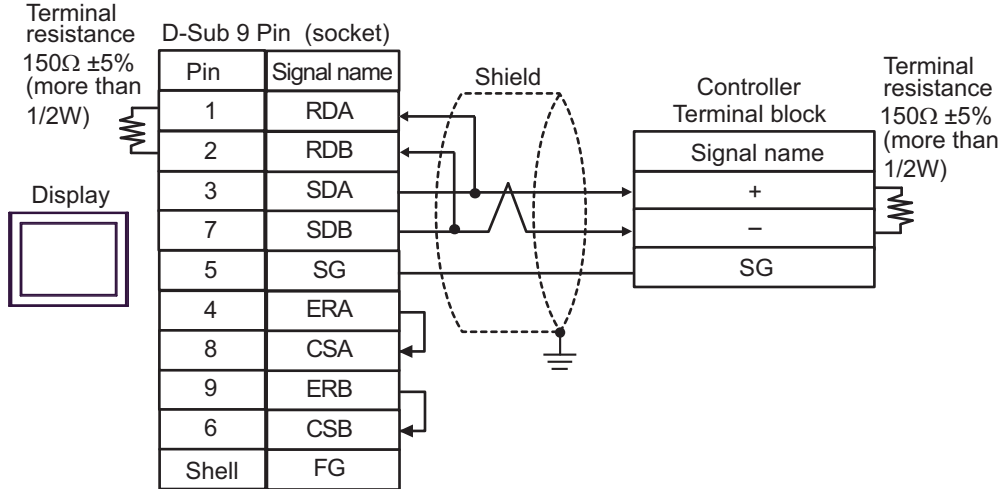 Terminal
resistance
150Ω ±5%
(more than
1/2W)
D-Sub 9 Pin (socket)
Pin Signal name
1 RDA
2 RDB
3 SDA
7 SDB
5 SG
4 ERA
8 CSA
9 ERB
6 CSB
Shell FG
Display
Shield
Controller
Terminal block
Signal name
+
–
SG
Terminal
resistance
150Ω ±5%
(more than
1/2W)